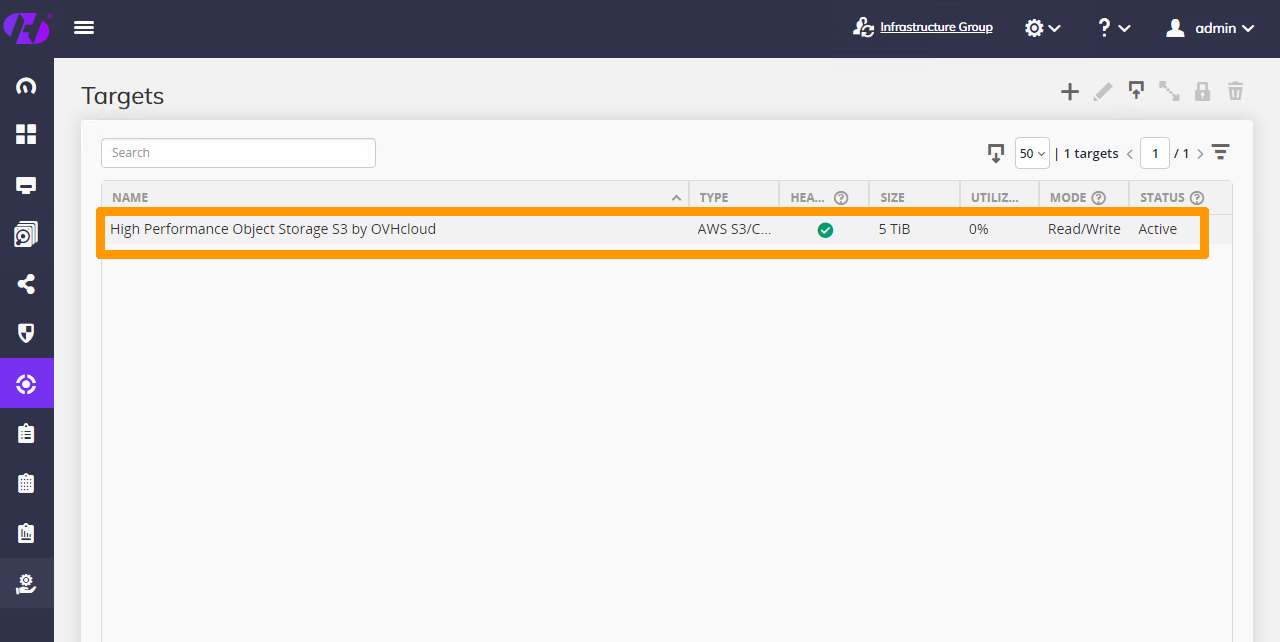 Infrastructure Group
admin
Targets
Search
50 | 1 targets 1 / 1
NAME TYPE HEA... SIZE UTILIZ... MODE STATUS
High Performance Object Storage S3 by OVHcloud AWS S3/C... 5 TiB 0% Read/Write Active